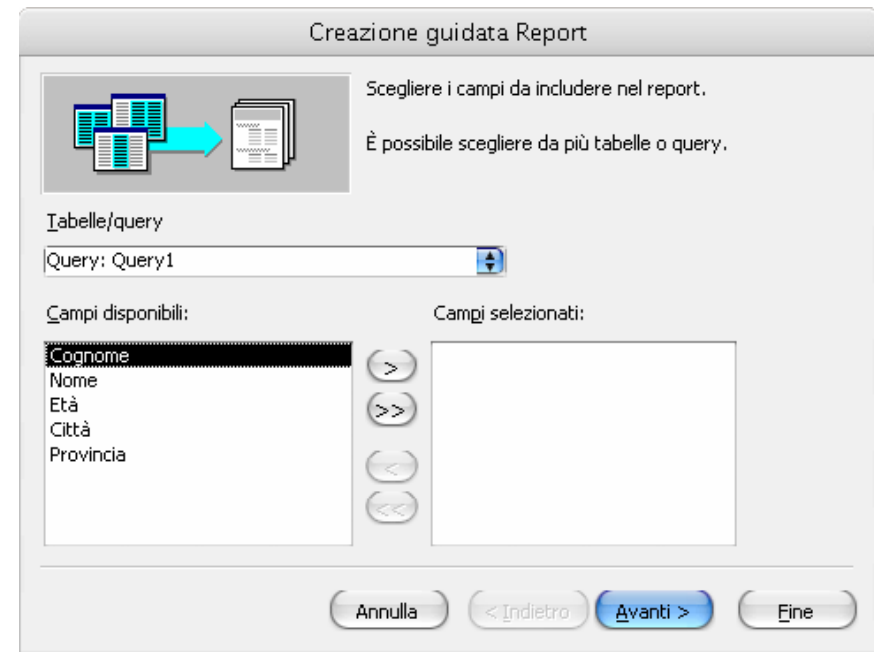 Creazione guidata Report
Scegliere i campi da includere nel report.
È possibile scegliere da più tabelle o query.
Tabelle/query
Query: Query1
Campi disponibili:
Campi selezionati:
Cognome
Nome
Età
Città
Provincia
>
>>
<
<<
Annulla
< Indietro
Avanti >
Fine